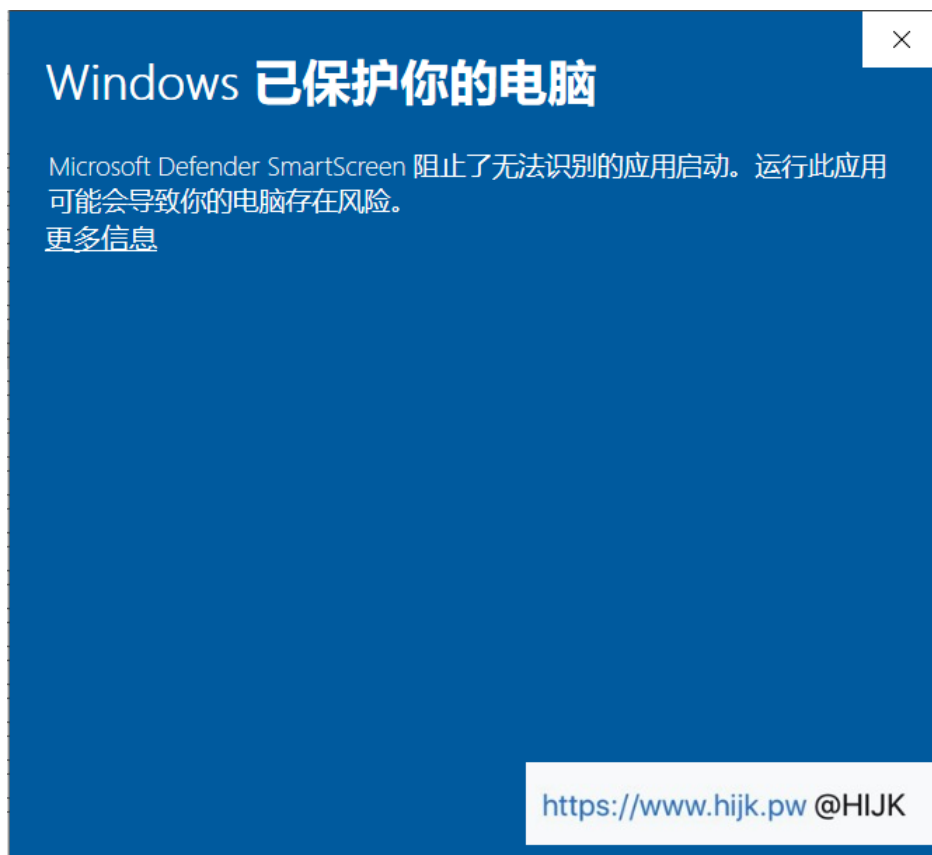 Windows 已保护你的电脑
Microsoft Defender SmartScreen 阻止了无法识别的应用启动。运行此应用
可能会导致你的电脑存在风险。
更多信息
https://www.hijk.pw @HIJK